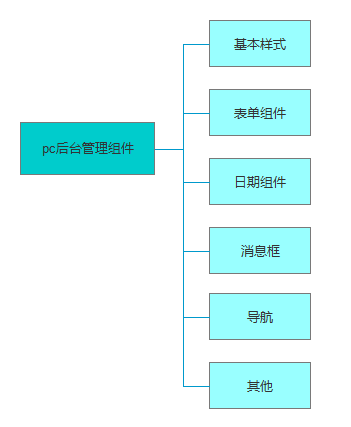 基本样式
表单组件
pc后台管理组件
日期组件
消息框
导航
其他